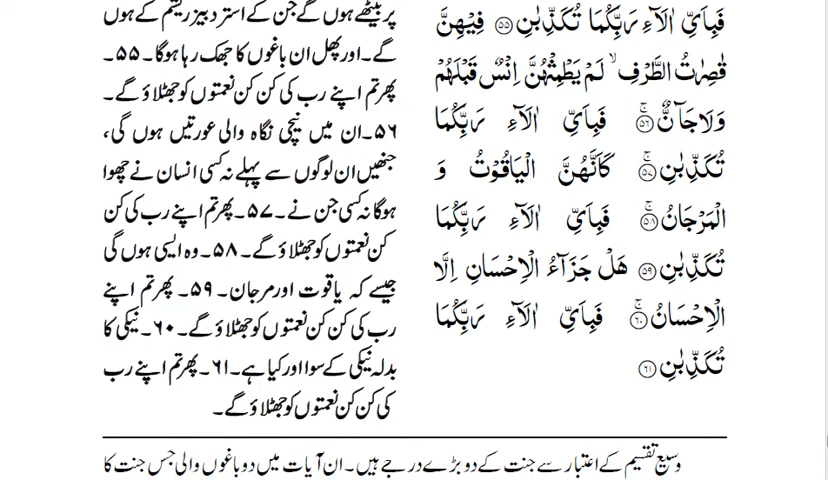 فَبِاَىِّ اٰلَآءِ رَبِّكُمَا تُكَذِّبٰنِ ﴿۵۵﴾ فِيْهِنَّ
قٰصِرٰتُ الطَّرْفِ ۙ لَمْ يَطْمِثْهُنَّ اِنْسٌ قَبْلَهُمْ
وَلَا جَآنٌّ ﴿۵۶﴾ۚ فَبِاَىِّ اٰلَآءِ رَبِّكُمَا
تُكَذِّبٰنِ ﴿۵۷﴾ۚ كَاَنَّهُنَّ الْيَاقُوْتُ وَ
الْمَرْجَانُ ﴿۵۸﴾ۚ فَبِاَىِّ اٰلَآءِ رَبِّكُمَا
تُكَذِّبٰنِ ﴿۵۹﴾ هَلْ جَزَآءُ الْاِحْسَانِ اِلَّا
الْاِحْسَانُ ﴿۶۰﴾ۚ فَبِاَىِّ اٰلَآءِ رَبِّكُمَا
تُكَذِّبٰنِ ﴿۶۱﴾
پر بیٹھے ہوں گے جن کے استر دبیز ریشم کے ہوں
گے۔ اور پھل ان باغوں کا جھک رہا ہوگا۔ ۵۵۔
پھر تم اپنے رب کی کن کن نعمتوں کو جھٹلاؤ گے۔
۵۶۔ ان میں نیچی نگاہ والی عورتیں ہوں گی،
جنھیں ان لوگوں سے پہلے نہ کسی انسان نے چھوا
ہوگا نہ کسی جن نے۔ ۵۷۔ پھر تم اپنے رب کی کن
کن نعمتوں کو جھٹلاؤ گے۔ ۵۸۔ وہ ایسی ہوں گی
جیسے کہ یاقوت اور مرجان۔ ۵۹۔ پھر تم اپنے
رب کی کن کن نعمتوں کو جھٹلاؤ گے۔ ۶۰۔ نیکی کا
بدلہ نیکی کے سوا اور کیا ہے۔ ۶۱۔ پھر تم اپنے رب
کی کن کن نعمتوں کو جھٹلاؤ گے۔
وسیع تقسیم کے اعتبار سے جنت کے دو بڑے درجے ہیں۔ ان آیات میں دو باغوں والی جس جنت کا